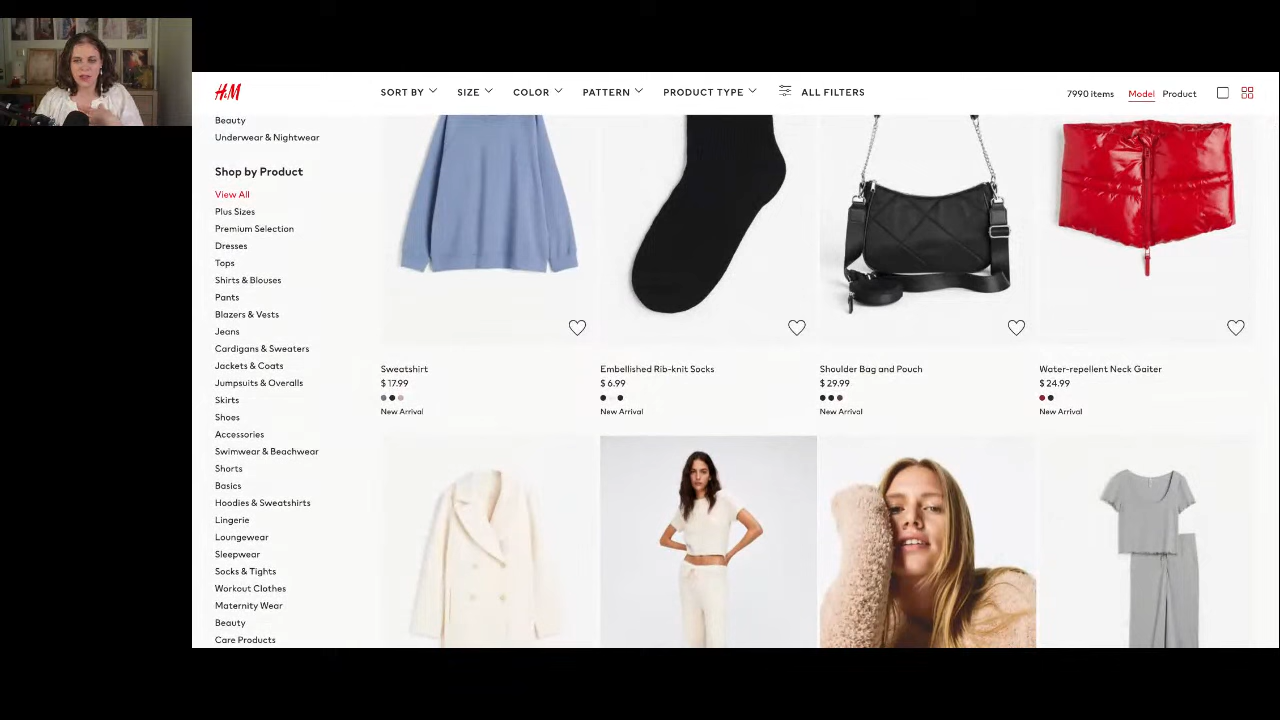 H&M
SORT BY SIZE COLOR PATTERN PRODUCT TYPE ALL FILTERS
7990 items Model Product
Beauty
Underwear & Nightwear
Shop by Product
View All
Plus Sizes
Premium Selection
Dresses
Tops
Shirts & Blouses
Pants
Blazers & Vests
Jeans
Cardigans & Sweaters
Jackets & Coats
Jumpsuits & Overalls
Skirts
Shoes
Accessories
Swimwear & Beachwear
Shorts
Basics
Hoodies & Sweatshirts
Lingerie
Loungewear
Sleepwear
Socks & Tights
Workout Clothes
Maternity Wear
Beauty
Care Products
Sweatshirt
$ 17.99
New Arrival
Embellished Rib-knit Socks
$ 6.99
New Arrival
Shoulder Bag and Pouch
$ 29.99
New Arrival
Water-repellent Neck Gaiter
$ 24.99
New Arrival